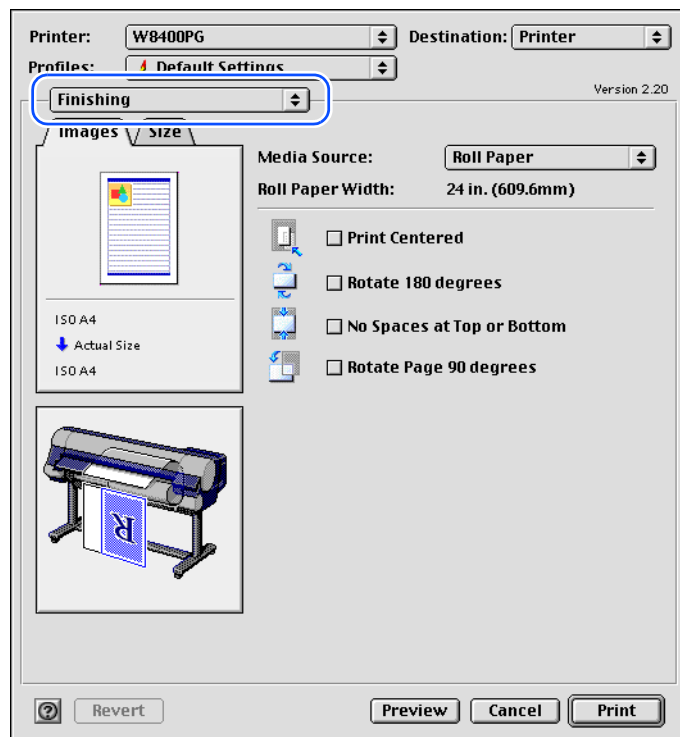 Printer: W8400PG Destination: Printer
Profiles: Default Settings
Version 2.20
Finishing
Images Size
Media Source: Roll Paper
Roll Paper Width: 24 in. (609.6mm)
Print Centered
Rotate 180 degrees
No Spaces at Top or Bottom
Rotate Page 90 degrees
ISO A4
Actual Size
ISO A4
R
? Revert Preview Cancel Print